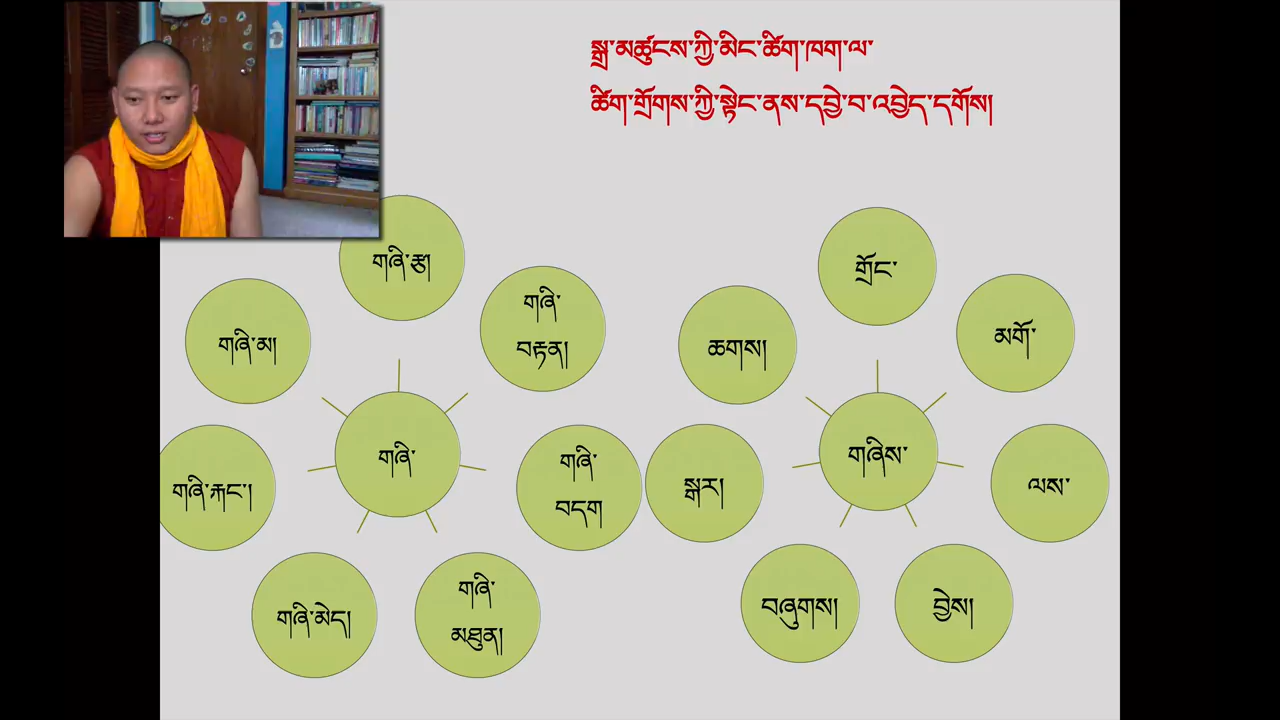 སྒྲ་མཚུངས་ཀྱི་མིང་ཚིག་ཁག་ལ་
ཚིག་གྲོགས་ཀྱི་སྟེང་ནས་དབྱེ་བ་འབྱེད་དགོས།
གཞི་རྩ།
གཞི་
བརྟན།
གཞི་མ།
གཞི་
གཞི་
བདག
གཞི་རྐང་།
གཞི་
མཐུན།
གཞི་མེད།
གྲོང་
མགོ་
ཆགས།
གཞིས་
ལས་
སྒར།
བྱེས།
བཞུགས།